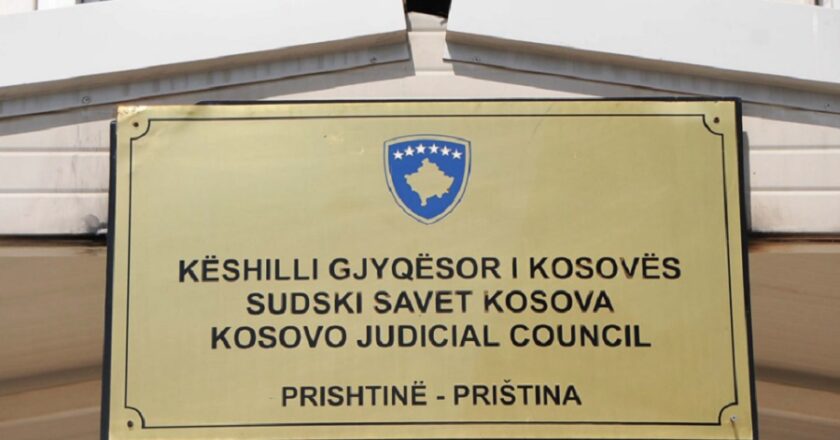 KËSHILLI GJYQËSOR I KOSOVËS
SUDSKI SAVET KOSOVA
KOSOVO JUDICIAL COUNCIL
PRISHTINË - PRIŠTINA